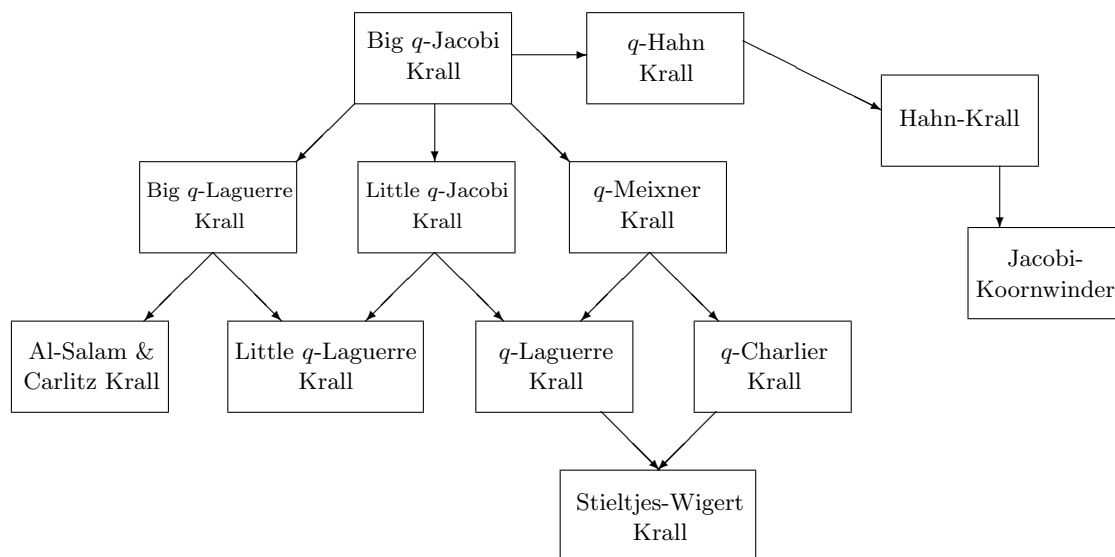 Big q-Jacobi
Krall
q-Hahn
Krall
Hahn-Krall
Big q-Laguerre
Krall
Little q-Jacobi
Krall
q-Meixner
Krall
Jacobi-
Koornwinder
Al-Salam &
Carlitz Krall
Little q-Laguerre
Krall
q-Laguerre
Krall
q-Charlier
Krall
Stieltjes-Wigert
Krall